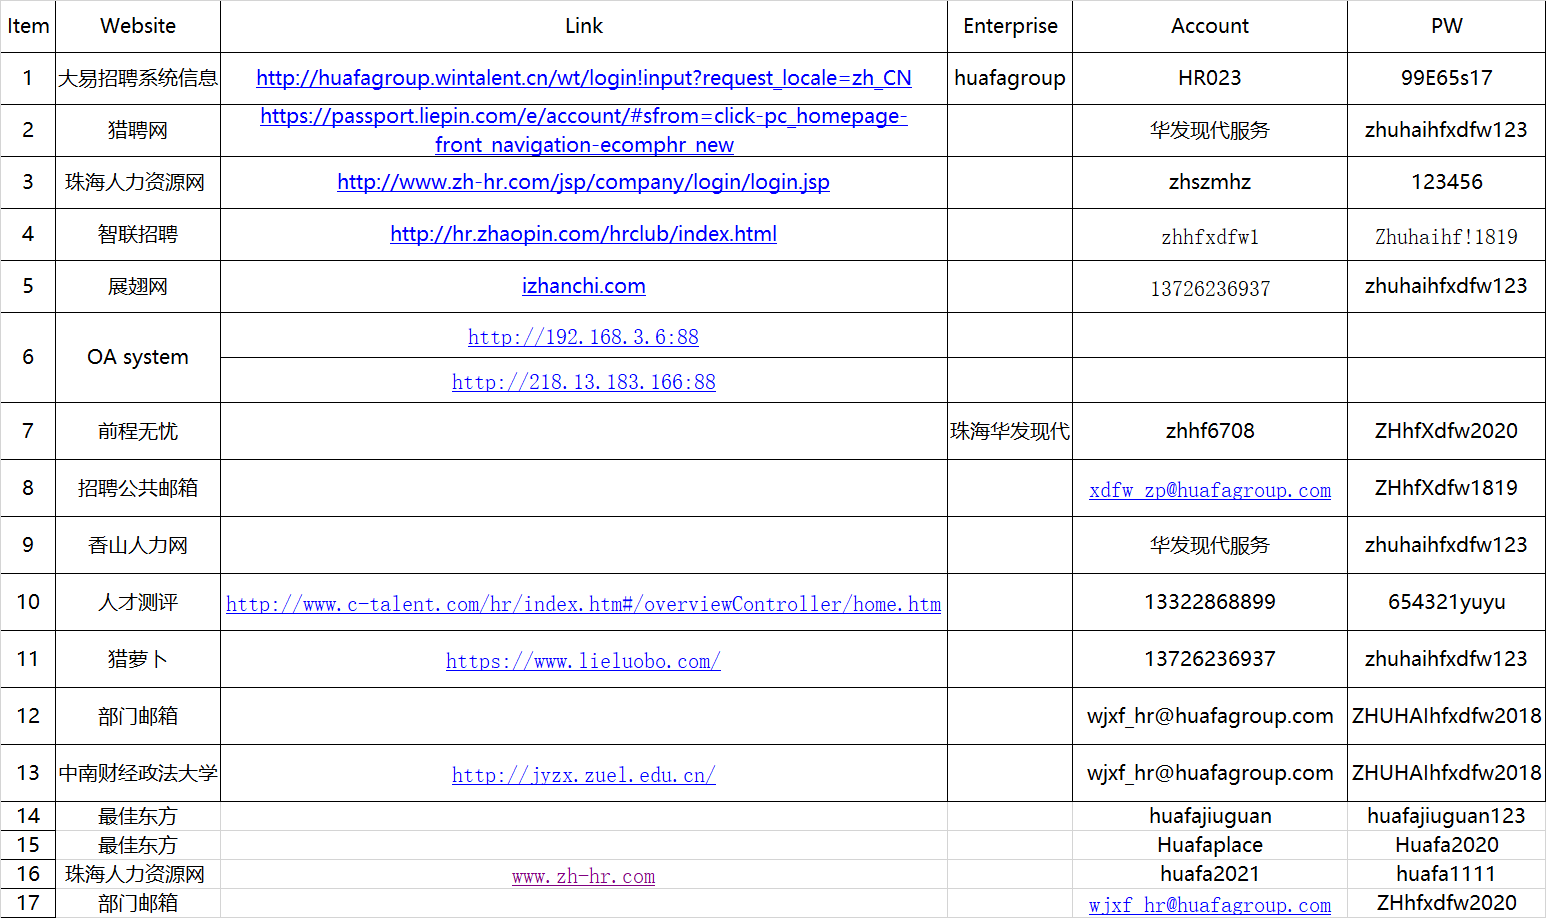 Item Website Link Enterprise Account PW
1 大易招聘系统信息 http://huafagroup.wintalent.cn/wt/login!input?request_locale=zh_CN huafagroup HR023 99E65s17
2 猎聘网 https://passport.liepin.com/e/account/#sfrom=click-pc_homepage-
front_navigation-ecomphr_new 华发现代服务 zhuhaihfxdfw123
3 珠海人力资源网 http://www.zh-hr.com/jsp/company/login/login.jsp zhszmhz 123456
4 智联招聘 http://hr.zhaopin.com/hrclub/index.html zhhfxdfw1 Zhuhaihf!1819
5 展翅网 izhanchi.com 13726236937 zhuhaihfxdfw123
6 OA system http://192.168.3.6:88
http://218.13.183.166:88
7 前程无忧 珠海华发现代 zhhf6708 ZHhfXdfw2020
8 招聘公共邮箱 xdfw_zp@huafagroup.com ZHhfXdfw1819
9 香山人力网 华发现代服务 zhuhaihfxdfw123
10 人才测评 http://www.c-talent.com/hr/index.htm#/overviewController/home.htm 13322868899 654321yuyu
11 猎萝卜 https://www.lieluobo.com/ 13726236937 zhuhaihfxdfw123
12 部门邮箱 wjxf_hr@huafagroup.com ZHUHAIhfxdfw2018
13 中南财经政法大学 http://jyzx.zuel.edu.cn/ wjxf_hr@huafagroup.com ZHUHAIhfxdfw2018
14 最佳东方 huafajiuguan huafajiuguan123
15 最佳东方 Huafaplace Huafa2020
16 珠海人力资源网 www.zh-hr.com huafa2021 huafa1111
17 部门邮箱 wjxf_hr@huafagroup.com ZHhfxdfw2020